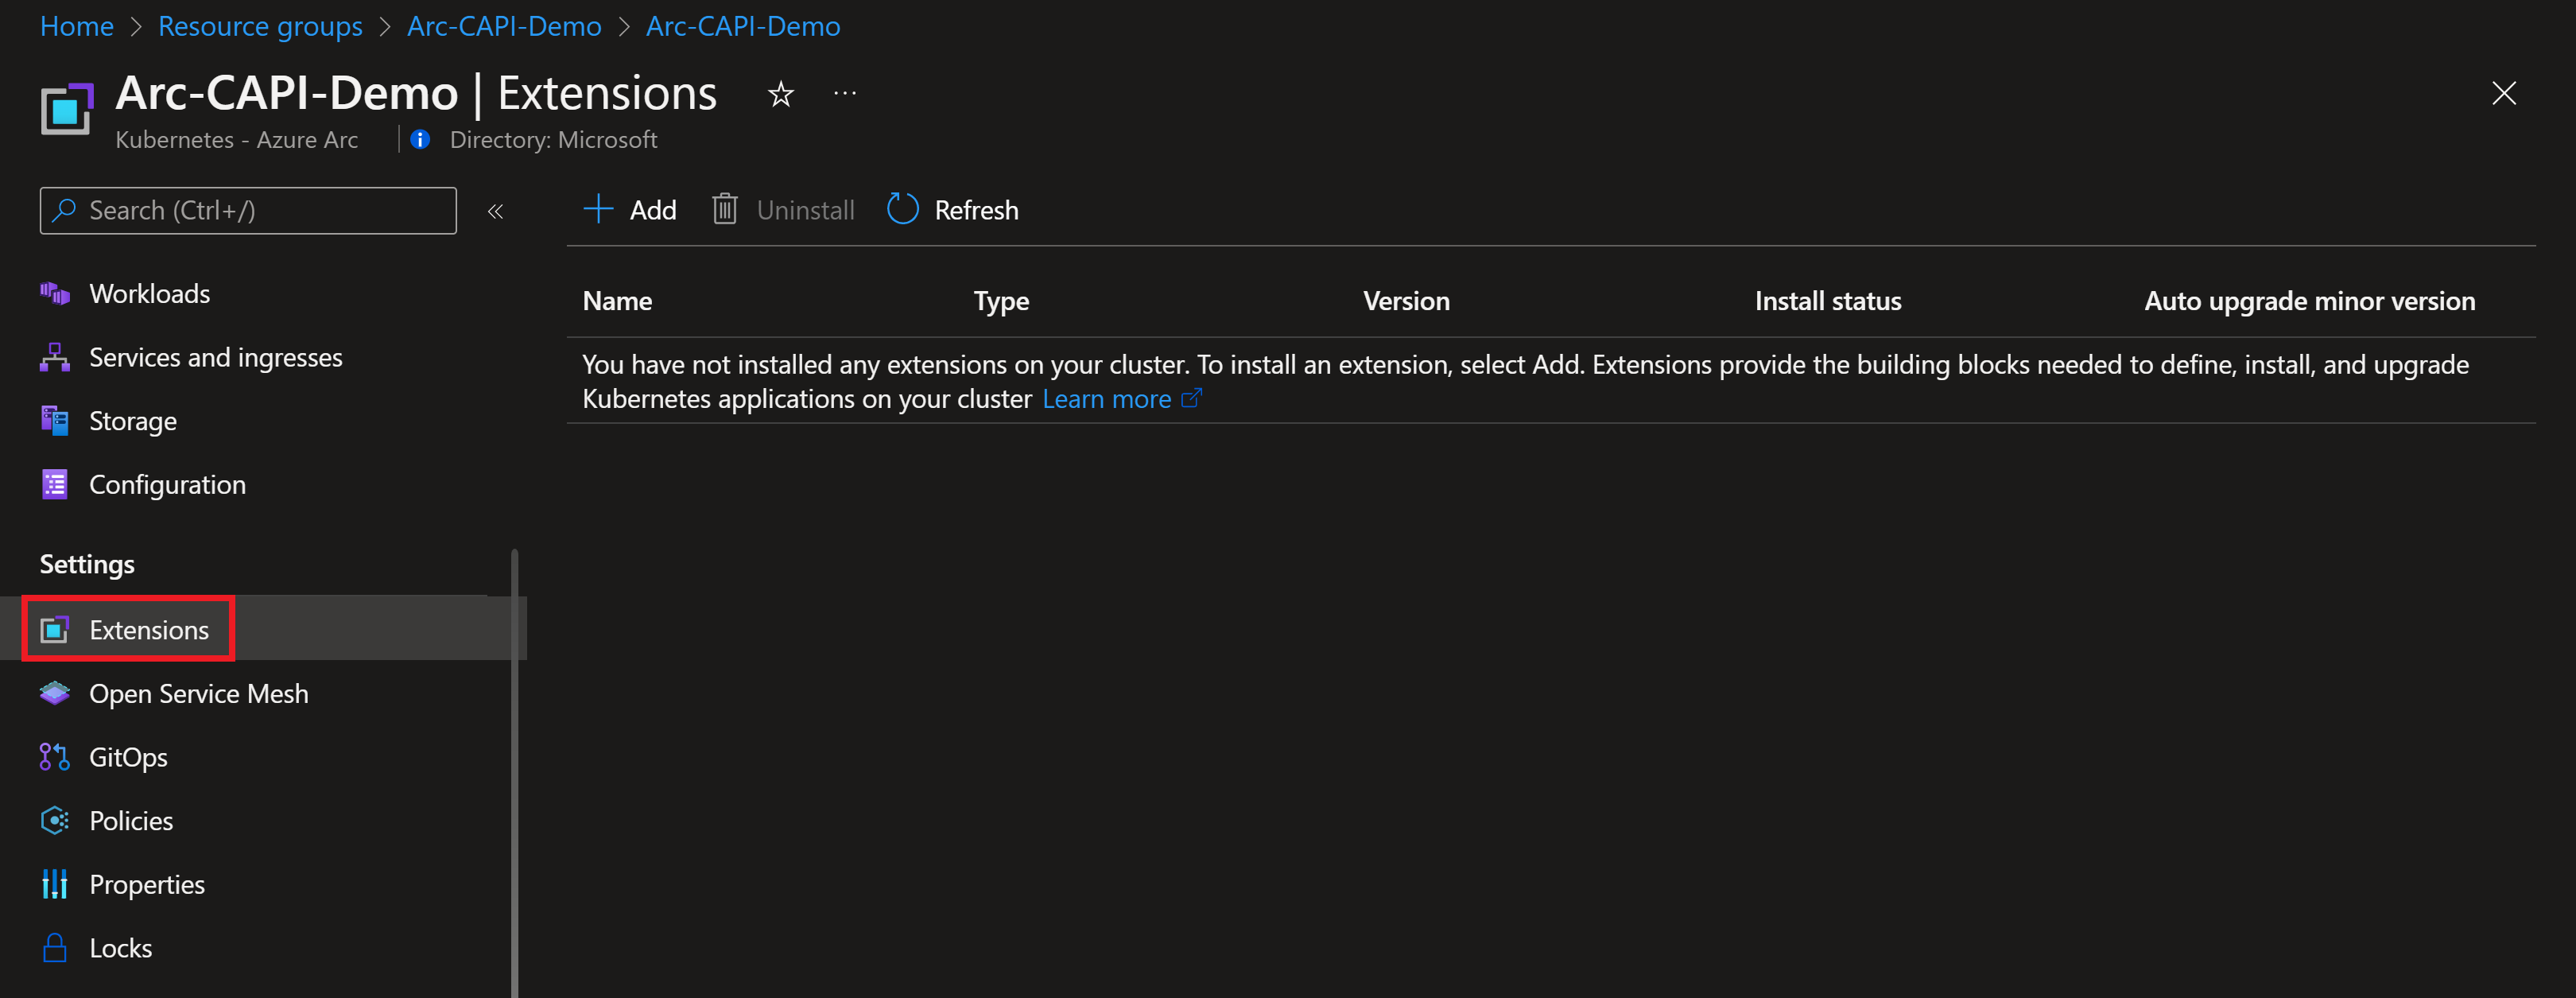 Home > Resource groups > Arc-CAPI-Demo > Arc-CAPI-Demo
Arc-CAPI-Demo | Extensions ☆ ...
Kubernetes - Azure Arc | Directory: Microsoft
Search (Ctrl+/) «
+ Add Uninstall Refresh
Workloads
Services and ingresses
Storage
Configuration
Settings
Extensions
Open Service Mesh
GitOps
Policies
Properties
Locks
Name Type Version Install status Auto upgrade minor version
You have not installed any extensions on your cluster. To install an extension, select Add. Extensions provide the building blocks needed to define, install, and upgrade
Kubernetes applications on your cluster Learn more